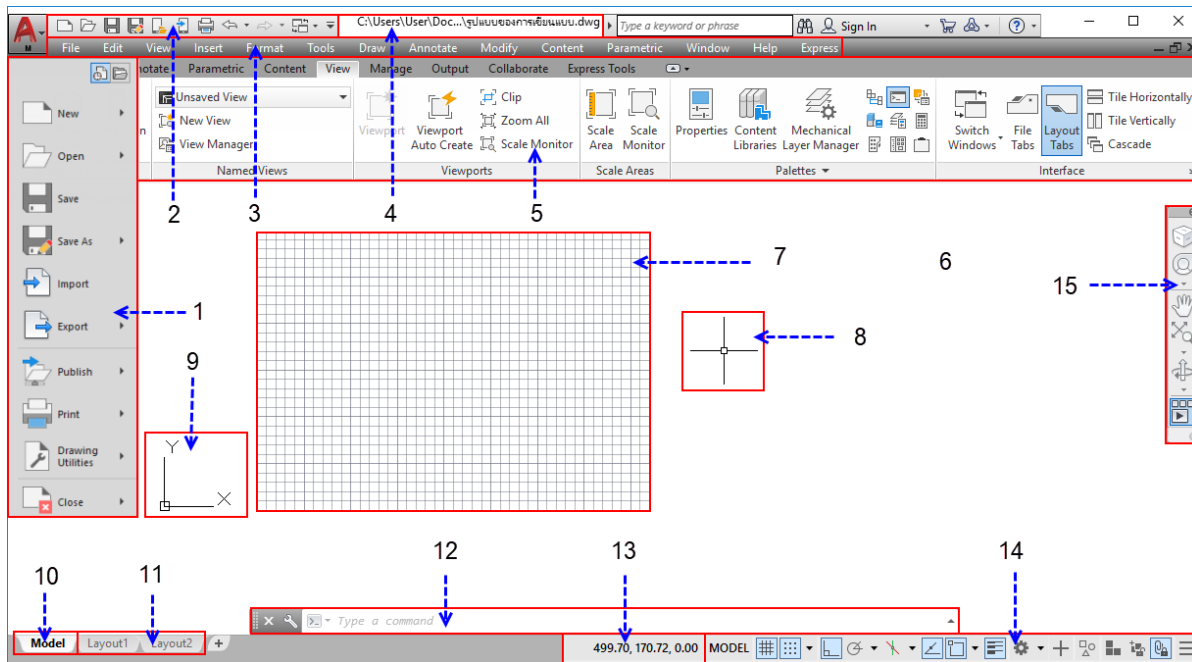 C:\Users\User\Doc...\รูปแบบของการเขียนแบบ.dwg Type a keyword or phrase Sign In
M File Edit View Insert Format Tools Draw Annotate Modify Content Parametric Window Help Express
notate Parametric Content View Manage Output Collaborate Express Tools
New
Open
Save
Save As
Import
Export
Publish
Print
Drawing
Utilities
Close
n
Unsaved View
New View
View Manager
Named Views
Viewport
Viewport
Auto Create
Clip
Zoom All
Scale Monitor
Viewports
Scale
Area
Scale
Monitor
Scale Areas
Properties
Content
Libraries
Mechanical
Layer Manager
Palettes
Switch
Windows
File
Tabs
Layout
Tabs
Tile Horizontally
Tile Vertically
Cascade
Interface
2 3 4 5
7 6
15
1
8
9
Y
X
12 13 14
10 11
Type a command
Model Layout1 Layout2 +
499.70, 170.72, 0.00 MODEL